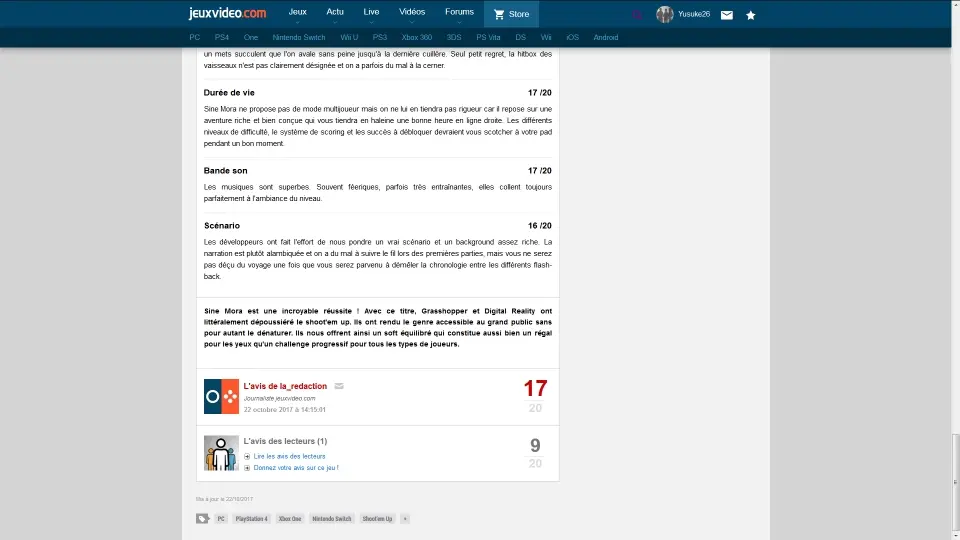 jeuxvideo.com Jeux Actu Live Vidéos Forums Store Yusuke26
PC PS4 One Nintendo Switch Wii U PS3 Xbox 360 3DS PS Vita DS Wii iOS Android
un mets succulent que l'on avale sans peine jusqu'à la dernière cuillère. Seul petit regret, la hitbox des
vaisseaux n'est pas clairement désignée et on a parfois du mal à la cerner.
Durée de vie 17 /20
Sine Mora ne propose pas de mode multijoueur mais on ne lui en tiendra pas rigueur car il repose sur une
aventure riche et bien conçue qui vous tiendra en haleine une bonne heure en ligne droite. Les différents
niveaux de difficulté, le système de scoring et les succès à débloquer devraient vous scotcher à votre pad
pendant un bon moment.
Bande son 17 /20
Les musiques sont superbes. Souvent féeriques, parfois très entraînantes, elles collent toujours
parfaitement à l'ambiance du niveau.
Scénario 16 /20
Les développeurs ont fait l'effort de nous pondre un vrai scénario et un background assez riche. La
narration est plutôt alambiquée et on a du mal à suivre le fil lors des premières parties, mais vous ne serez
pas déçu du voyage une fois que vous serez parvenu à démêler la chronologie entre les différents flash-
back.
Sine Mora est une incroyable réussite ! Avec ce titre, Grasshopper et Digital Reality ont
littéralement dépoussiéré le shoot'em up. Ils ont rendu le genre accessible au grand public sans
pour autant le dénaturer. Ils nous offrent ainsi un soft équilibré qui constitue aussi bien un régal
pour les yeux qu'un challenge progressif pour tous les types de joueurs.
L'avis de la_redaction 17
Journaliste jeuxvideo.com
22 octobre 2017 à 14:15:01 20
L'avis des lecteurs (1) 9
Lire les avis des lecteurs
Donnez votre avis sur ce jeu ! 20
Mis à jour le 22/10/2017
PC PlayStation 4 Xbox One Nintendo Switch Shoot'em Up +